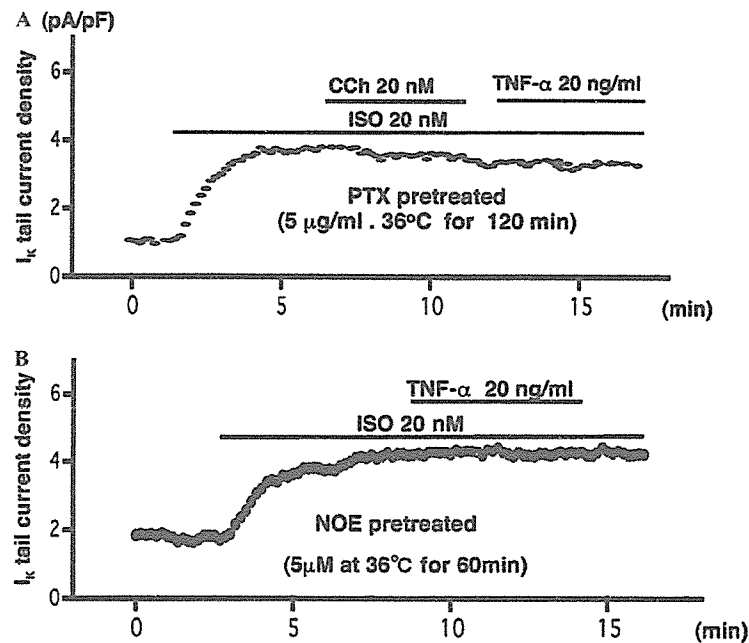 A (pA/pF)
I_K tail current density
6
4
2
0
CCh 20 nM
TNF-α 20 ng/ml
ISO 20 nM
PTX pretreated
(5 µg/ml . 36°C for 120 min)
0 5 10 15 (min)
B
I_K tail current density
6
4
2
0
TNF-α 20 ng/ml
ISO 20 nM
NOE pretreated
(5µM at 36°C for 60min)
0 5 10 15 (min)